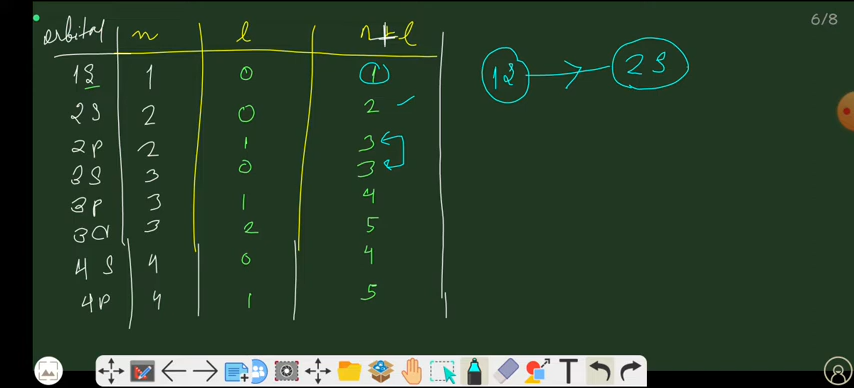 orbital n l n+l
6/8
1S 1 0 1
1S → 2S
2S 2 0 2
2P 2 1 3
3S 3 0 3
3P 3 1 4
3d 3 2 5
4S 4 0 4
4P 4 1 5
T